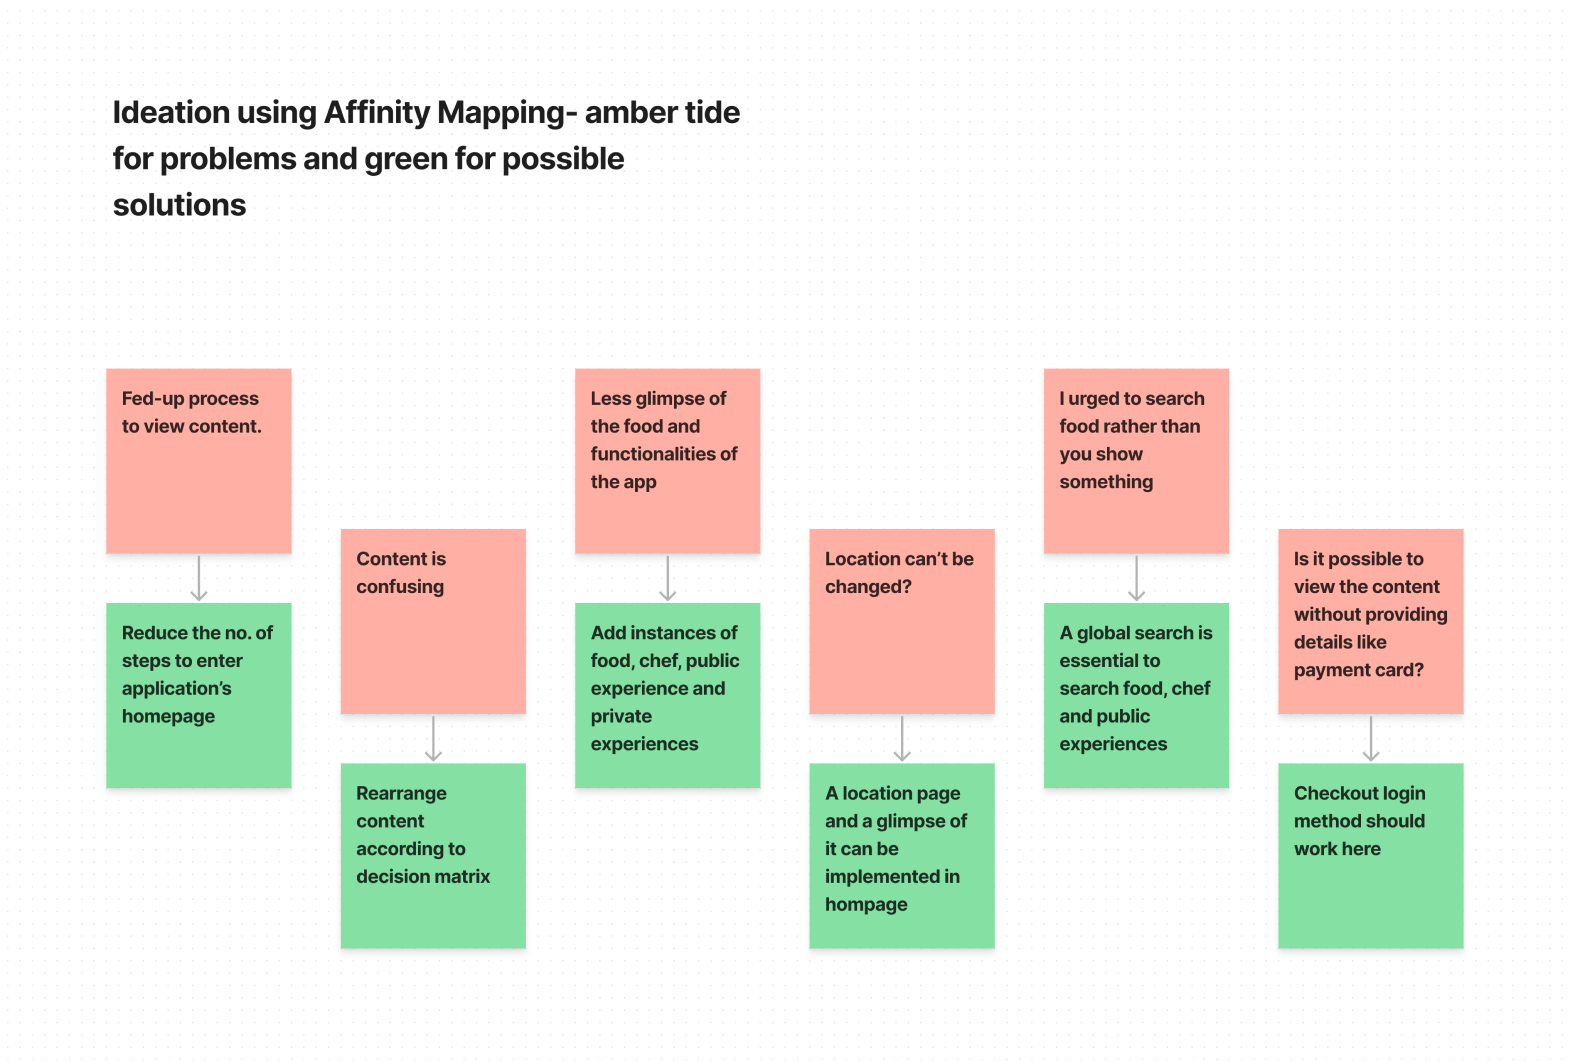 Ideation using Affinity Mapping- amber tide
for problems and green for possible
solutions
Fed-up process
to view content.
Reduce the no. of
steps to enter
application's
homepage
Content is
confusing
Rearrange
content
according to
decision matrix
Less glimpse of
the food and
functionalities of
the app
Add instances of
food, chef, public
experience and
private
experiences
Location can’t be
changed?
A location page
and a glimpse of
it can be
implemented in
hompage
I urged to search
food rather than
you show
something
A global search is
essential to
search food, chef
and public
experiences
Is it possible to
view the content
without providing
details like
payment card?
Checkout login
method should
work here